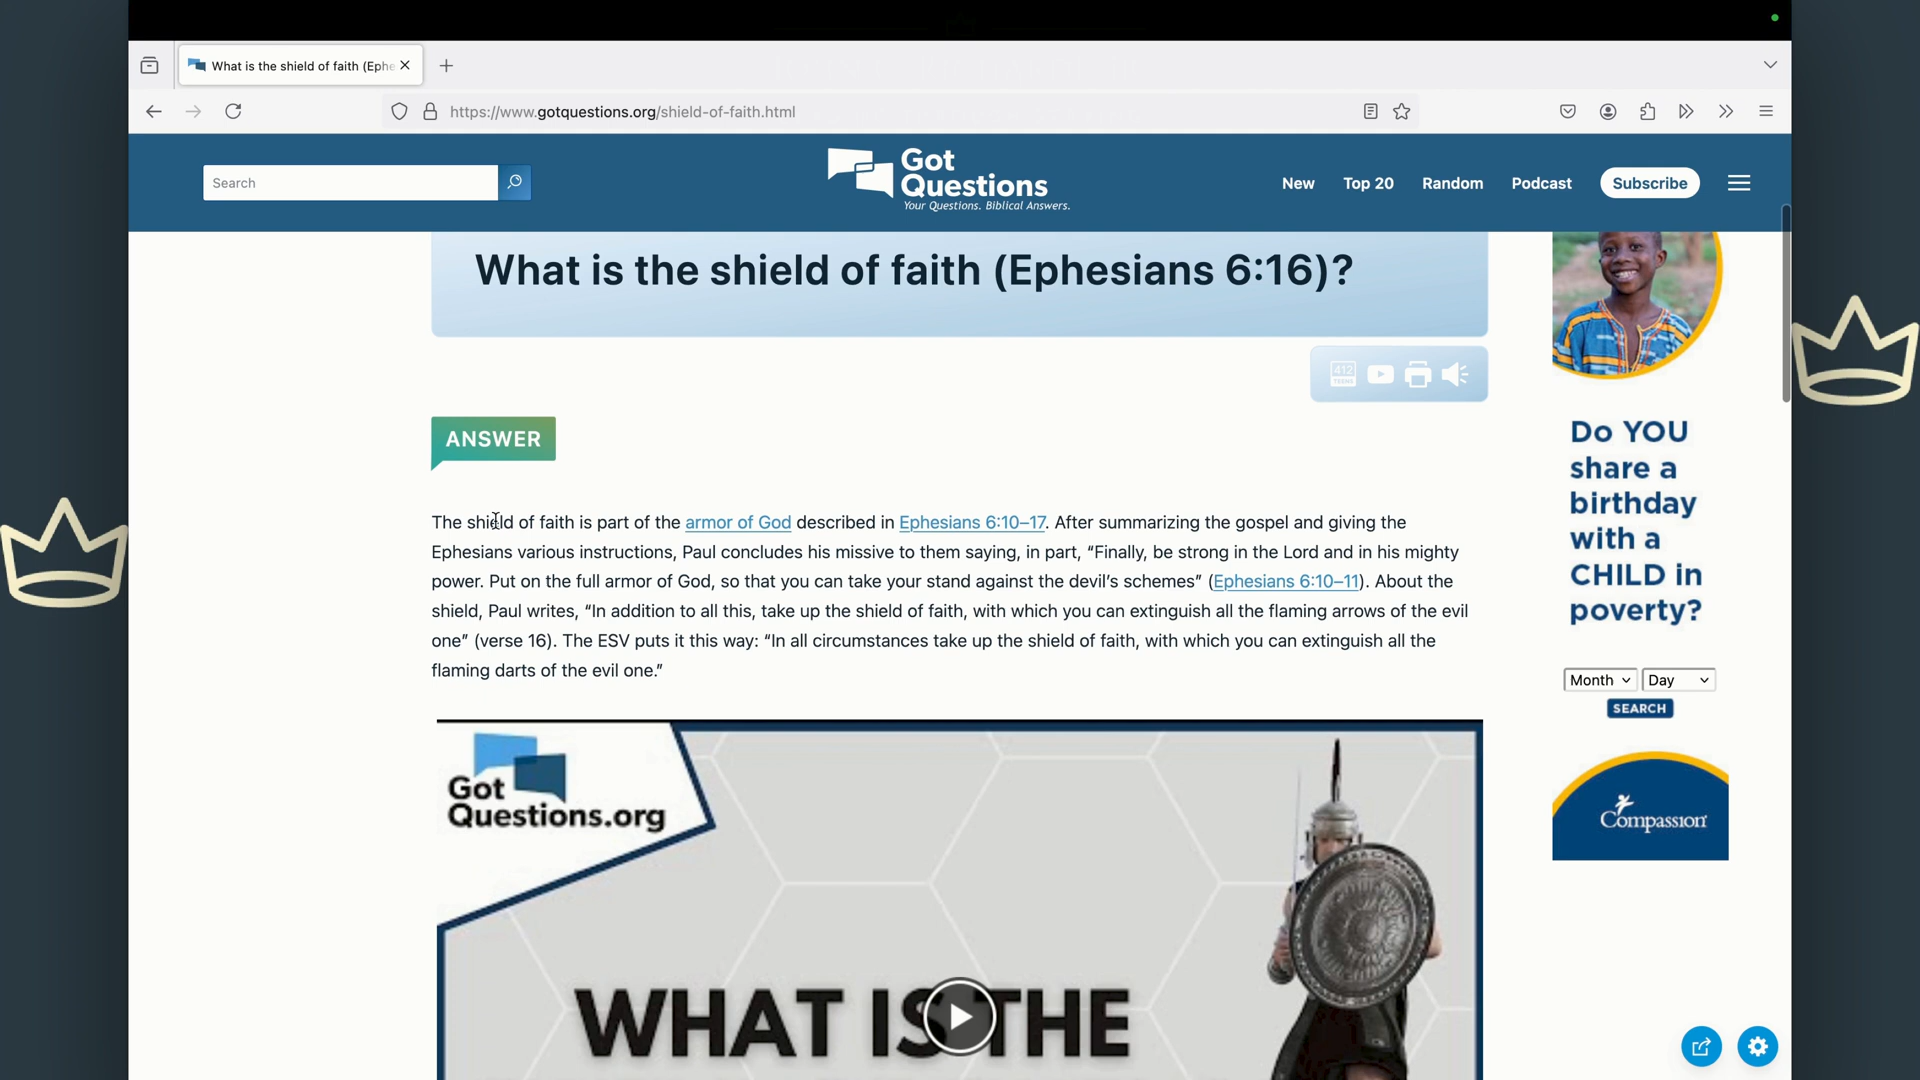 What is the shield of faith (Ephe
https://www.gotquestions.org/shield-of-faith.html
Search
Got
Questions
Your Questions. Biblical Answers.
New
Top 20
Random
Podcast
Subscribe
What is the shield of faith (Ephesians 6:16)?
412
TEENS
ANSWER
The shield of faith is part of the armor of God described in Ephesians 6:10–17. After summarizing the gospel and giving the
Ephesians various instructions, Paul concludes his missive to them saying, in part, “Finally, be strong in the Lord and in his mighty
power. Put on the full armor of God, so that you can take your stand against the devil’s schemes” (Ephesians 6:10–11). About the
shield, Paul writes, “In addition to all this, take up the shield of faith, with which you can extinguish all the flaming arrows of the evil
one” (verse 16). The ESV puts it this way: “In all circumstances take up the shield of faith, with which you can extinguish all the
flaming darts of the evil one.”
Got
Questions.org
WHAT IS THE
Do YOU
share a
birthday
with a
CHILD in
poverty?
Month
Day
SEARCH
Compassion